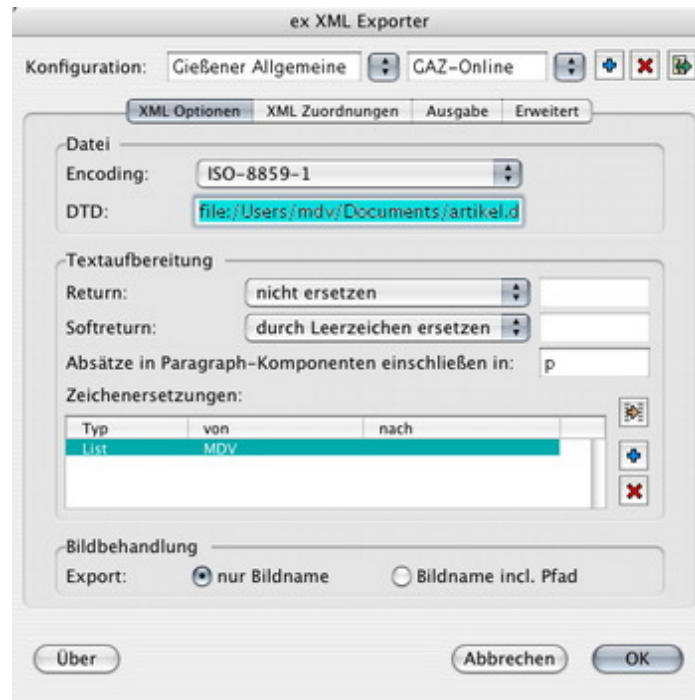 ex XML Exporter
Konfiguration: Gießener Allgemeine GAZ-Online
XML Optionen XML Zuordnungen Ausgabe Erweitert
Datei
Encoding: ISO-8859-1
DTD: file:/Users/mdv/Documents/artikel.d
Textaufbereitung
Return: nicht ersetzen
Softreturn: durch Leerzeichen ersetzen
Absätze in Paragraph-Komponenten einschließen in: p
Zeichenersetzungen:
Typ von nach
List MDV
Bildbehandlung
Export: nur Bildname Bildname incl. Pfad
Über Abbrechen OK